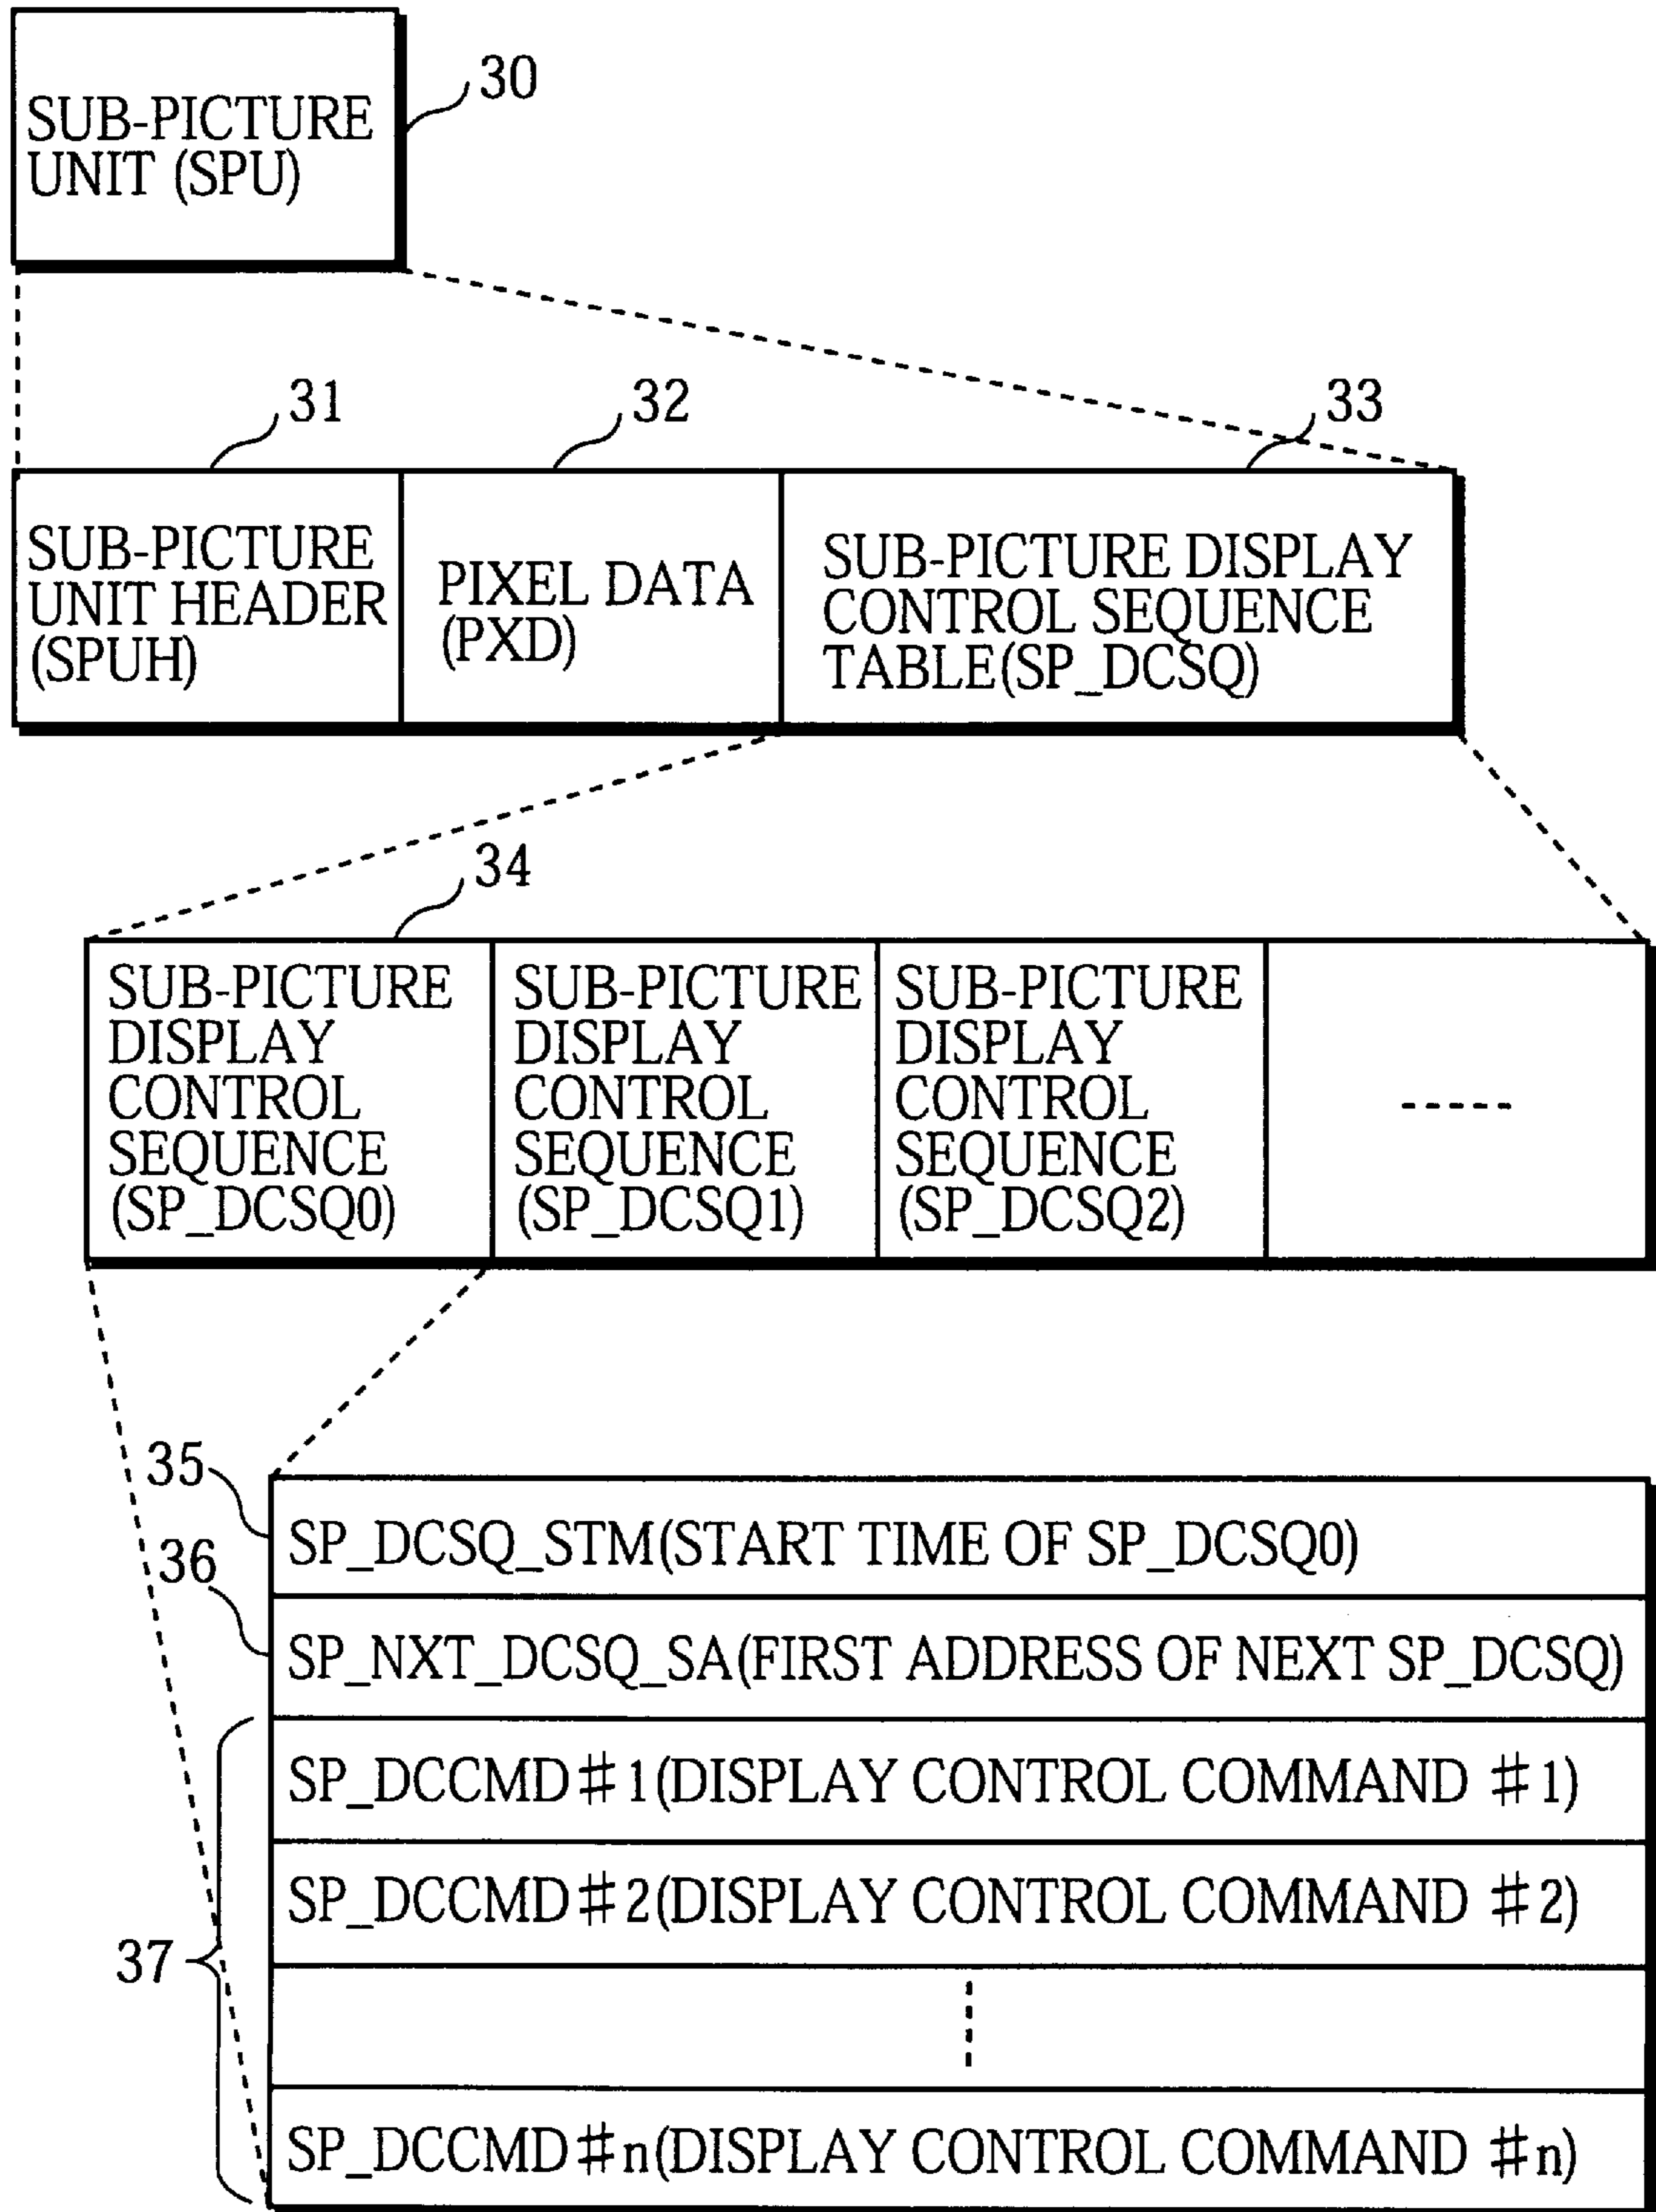 30
SUB-PICTURE
UNIT (SPU)
31
32
33
SUB-PICTURE
UNIT HEADER
(SPUH)
PIXEL DATA
(PXD)
SUB-PICTURE DISPLAY
CONTROL SEQUENCE
TABLE(SP_DCSQ)
34
SUB-PICTURE
DISPLAY
CONTROL
SEQUENCE
(SP_DCSQ0)
SUB-PICTURE
DISPLAY
CONTROL
SEQUENCE
(SP_DCSQ1)
SUB-PICTURE
DISPLAY
CONTROL
SEQUENCE
(SP_DCSQ2)
-----
35
SP_DCSQ_STM(START TIME OF SP_DCSQ0)
36
SP_NXT_DCSQ_SA(FIRST ADDRESS OF NEXT SP_DCSQ)
37
SP_DCCMD#1(DISPLAY CONTROL COMMAND #1)
SP_DCCMD#2(DISPLAY CONTROL COMMAND #2)
SP_DCCMD#n(DISPLAY CONTROL COMMAND #n)